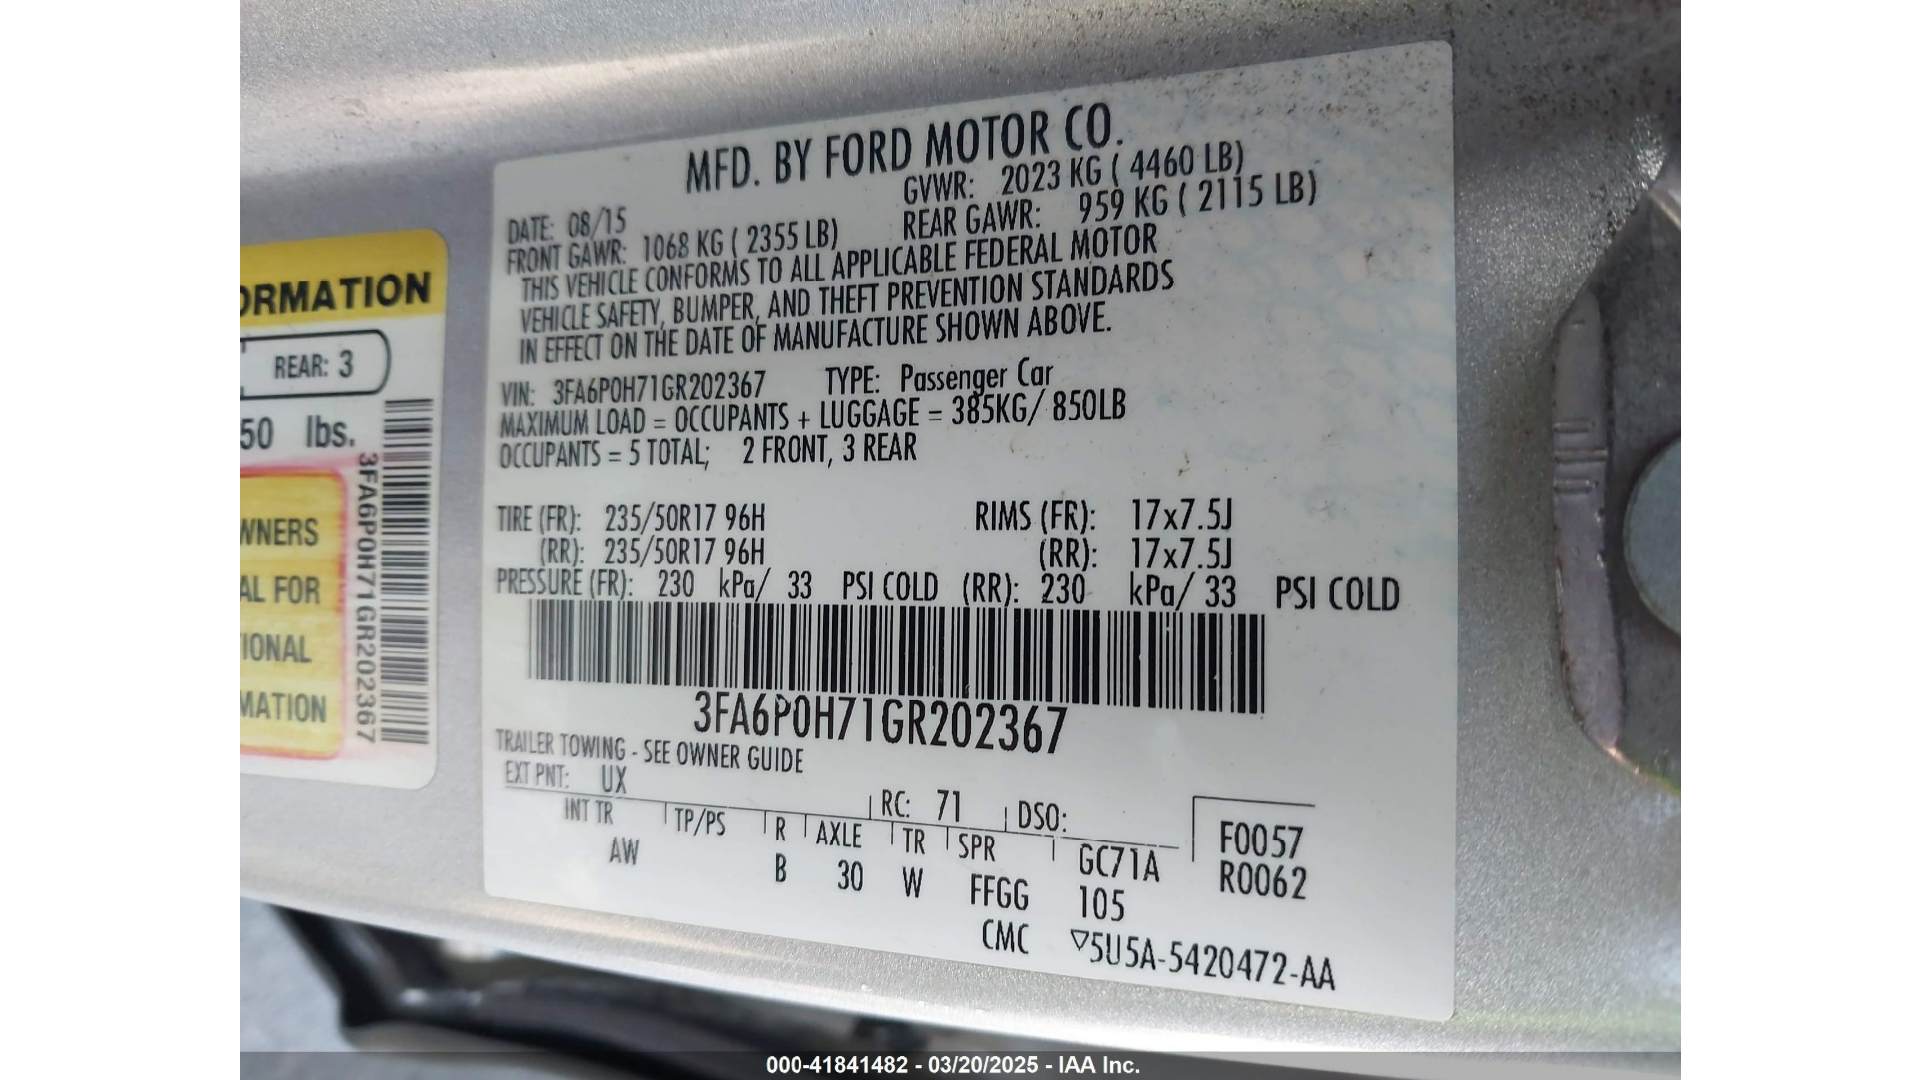 ORMATION
REAR: 3
50 lbs.
WNERS
AL FOR
IONAL
MATION
3FA6P0H71GR202367
MFD. BY FORD MOTOR CO.
DATE: 08/15 GVWR: 2023 KG ( 4460 LB)
FRONT GAWR: 1068 KG ( 2355 LB) REAR GAWR: 959 KG ( 2115 LB)
THIS VEHICLE CONFORMS TO ALL APPLICABLE FEDERAL MOTOR
VEHICLE SAFETY, BUMPER, AND THEFT PREVENTION STANDARDS
IN EFFECT ON THE DATE OF MANUFACTURE SHOWN ABOVE.
VIN: 3FA6P0H71GR202367 TYPE: Passenger Car
MAXIMUM LOAD = OCCUPANTS + LUGGAGE = 385KG/ 850LB
OCCUPANTS = 5 TOTAL; 2 FRONT, 3 REAR
TIRE (FR): 235/50R17 96H RIMS (FR): 17x7.5J
(RR): 235/50R17 96H (RR): 17x7.5J
PRESSURE (FR): 230 kPa/ 33 PSI COLD (RR): 230 kPa/ 33 PSI COLD
3FA6P0H71GR202367
TRAILER TOWING - SEE OWNER GUIDE
EXT PNT: UX RC: 71 DSO: F0057
INT TR TP/PS R AXLE TR SPR GC71A R0062
AW B 30 W FFGG 105
CMC ▽5U5A-5420472-AA
000-41841482 - 03/20/2025 - IAA Inc.